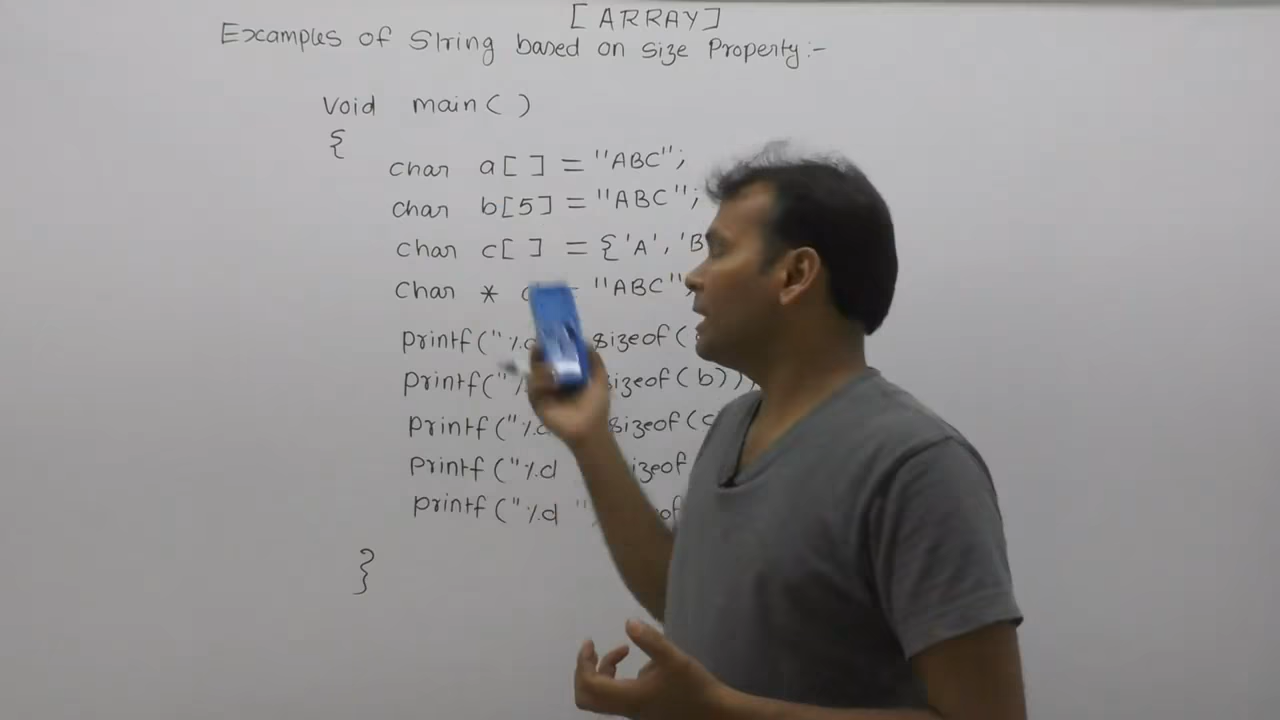 [ARRAY]
Examples of String based on size Property:-
Void main( )
{
char a[ ] = "ABC";
char b[5] = "ABC";
char c[ ] = {'A', 'B
char * = "ABC";
printf("%d sizeof(
printf("% sizeof(b));
printf("%d sizeof(c
printf("%d sizeof
printf("%d "
}